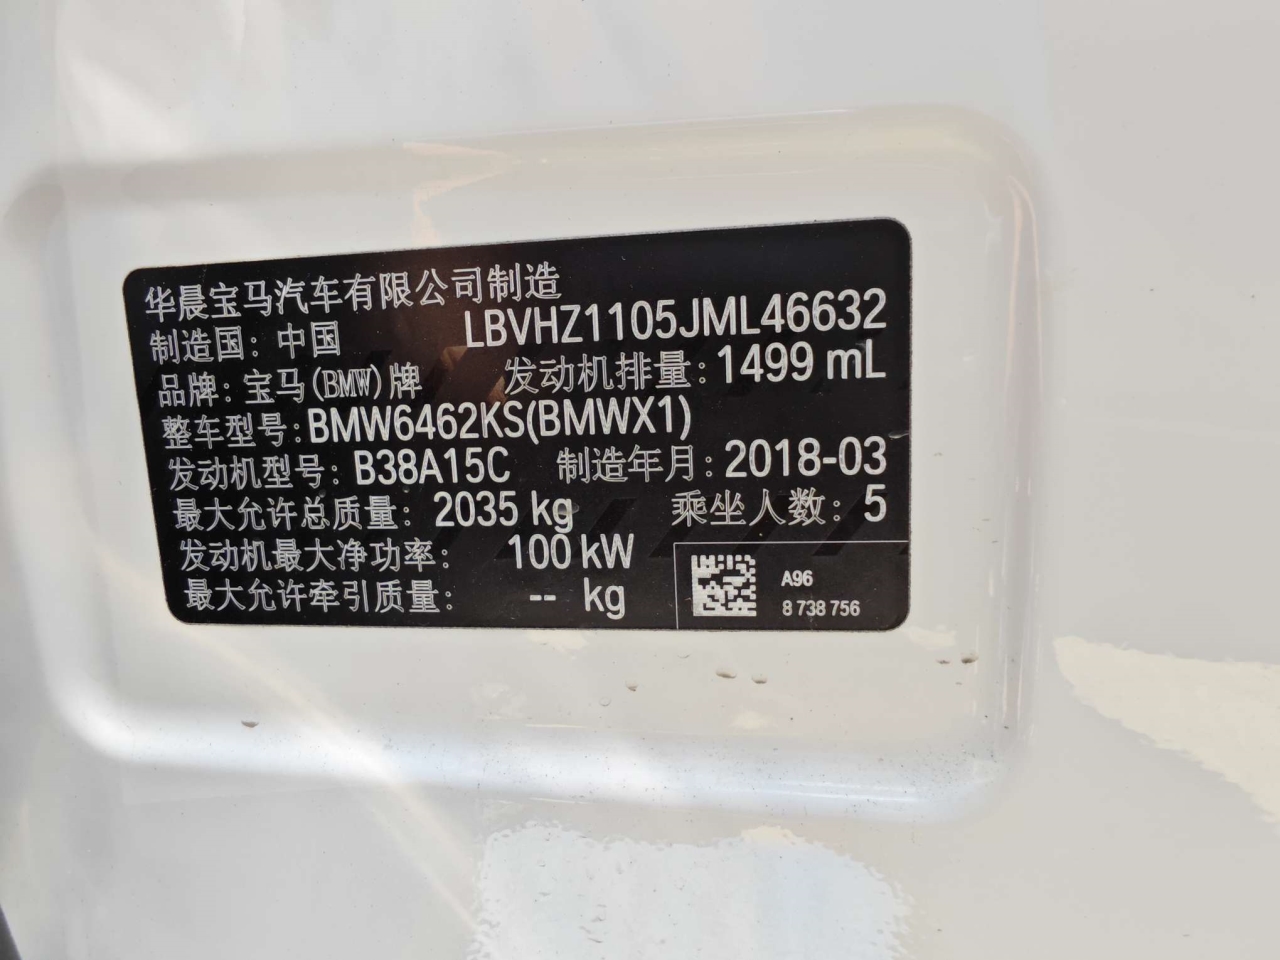 华晨宝马汽车有限公司制造
制造国：中国 LBVHZ1105JML46632
品牌：宝马(BMW)牌 发动机排量：1499 mL
整车型号：BMW6462KS(BMWX1)
发动机型号：B38A15C 制造年月：2018-03
最大允许总质量：2035 kg 乘坐人数：5
发动机最大净功率：100 kW
最大允许牵引质量：-- kg
A96
8 738 756